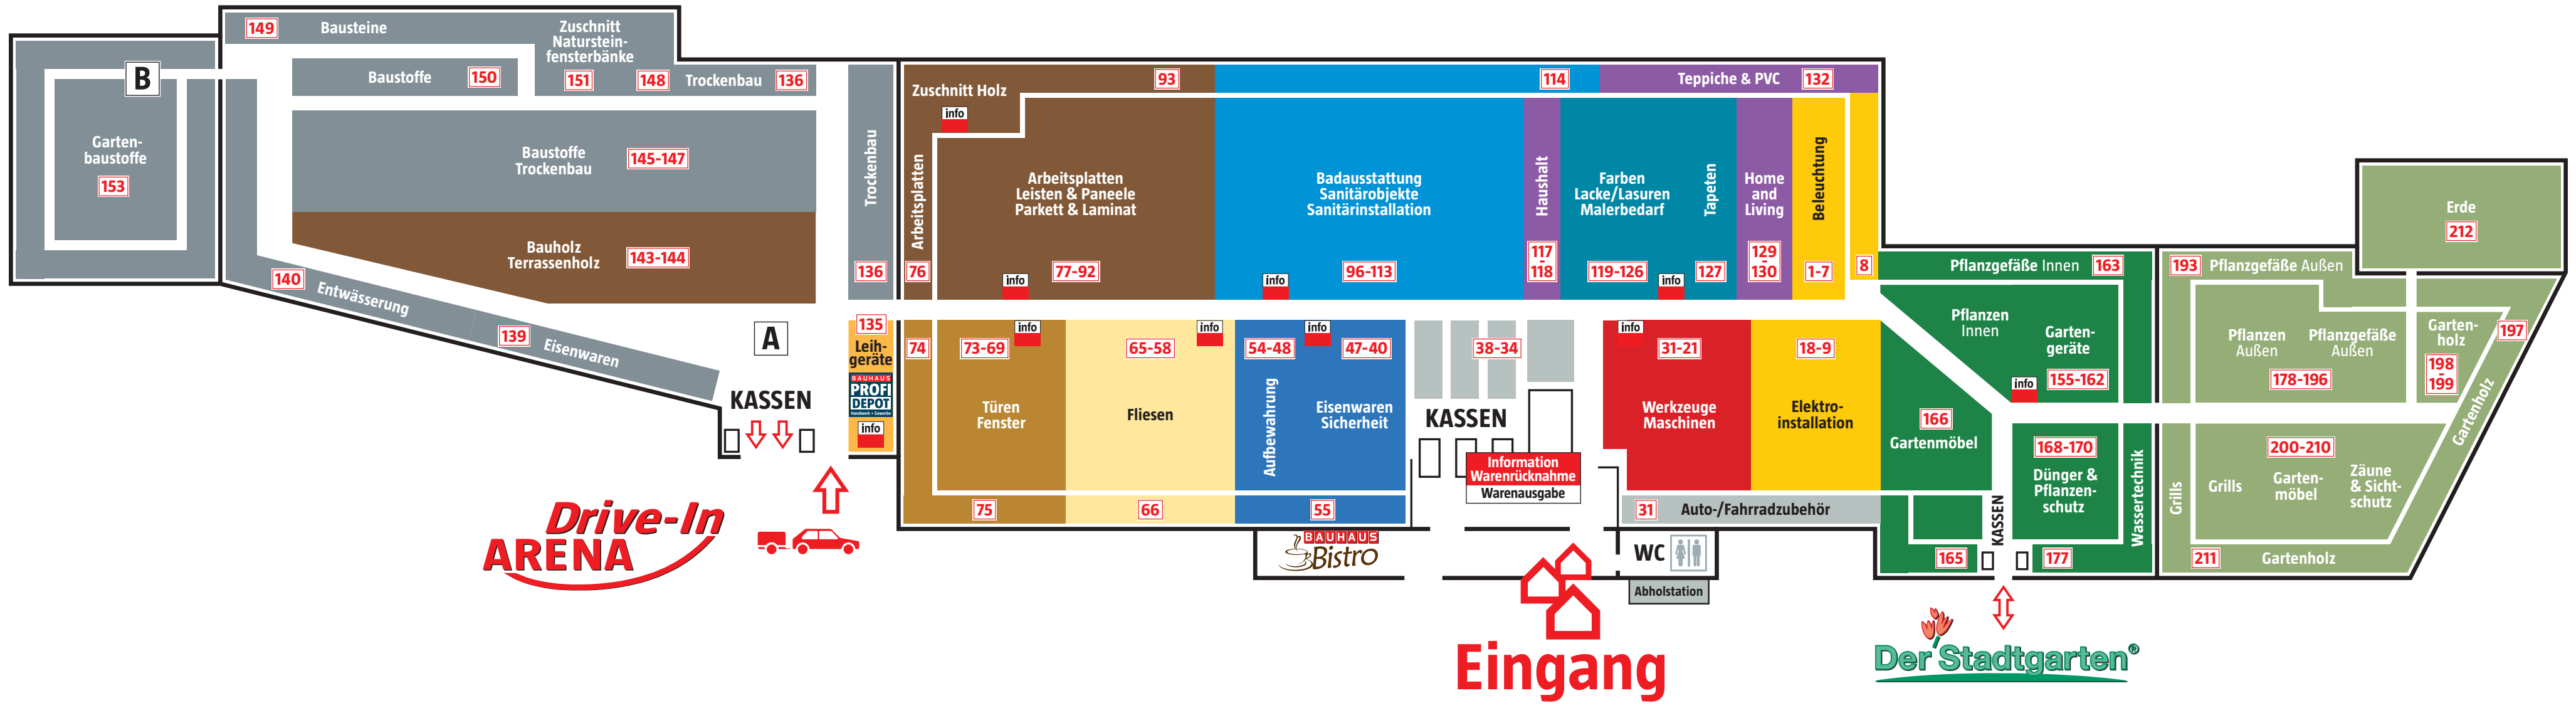 149
Bausteine
Zuschnitt
Naturstein-
fensterbänke
151
148
Trockenbau
136
Baustoffe
150
B
Garten-
baustoffe
153
Baustoffe
Trockenbau
145-147
Bauholz
Terrassenholz
143-144
140
Entwässerung
139
Eisenwaren
A
KASSEN
Drive-In
ARENA
Trockenbau
136
135
Leih-
geräte
BAUHAUS
PROFI
DEPOT
Handwerk + Gewerbe
info
Zuschnitt Holz
info
93
Arbeitsplatten
76
Arbeitsplatten
Leisten & Paneele
Parkett & Laminat
info
77-92
114
Badausstattung
Sanitärobjekte
Sanitärinstallation
info
96-113
Teppiche & PVC
132
Haushalt
117
-
118
Farben
Lacke/Lasuren
Malerbedarf
119-126
info
Tapeten
127
Home
and
Living
129
-
130
Beleuchtung
1-7
8
74
73-69
info
Türen
Fenster
75
65-58
info
Fliesen
66
54-48
info
47-40
Aufbewahrung
Eisenwaren
Sicherheit
55
38-34
KASSEN
Information
Warenrücknahme
Warenausgabe
info
31-21
Werkzeuge
Maschinen
18-9
Elektro-
installation
31
Auto-/Fahrradzubehör
BAUHAUS
Bistro
WC
Abholstation
Eingang
Pflanzgefäße Innen
163
Pflanzen
Innen
Garten-
geräte
info
155-162
166
Gartenmöbel
168-170
Dünger &
Pflanzen-
schutz
Wassertechnik
KASSEN
165
177
Der Stadtgarten®
193
Pflanzgefäße Außen
Erde
212
Pflanzen
Außen
Pflanzgefäße
Außen
178-196
Garten-
holz
198
-
199
197
Gartenholz
200-210
Grills
Grills
Garten-
möbel
Zäune
& Sicht-
schutz
211
Gartenholz